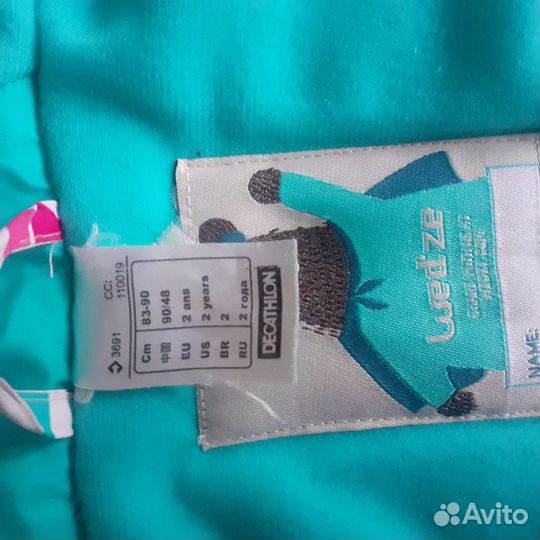 3691
CC:
110019
Cm 83-90
中国 90/48
EU 2 ans
US 2 years
BR 2
RU 2 года
DECATHLON
wed'ze
NAME:
Avito